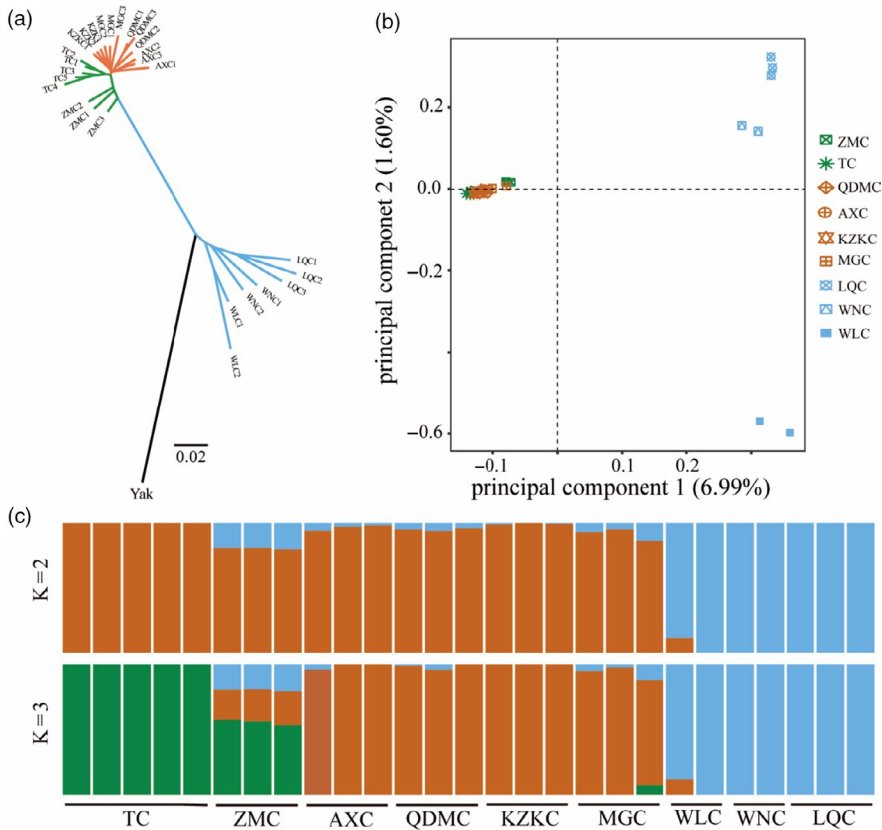 (a)
MGC3
QDMC1
QDMC3
QDMC2
AXC2
AXC3
AXC1
TC2
TC1
TC3
TC5
TC4
ZMC2
ZMC1
ZMC3
LQC1
LQC2
LQC3
WNC1
WNC2
WLC1
WLC2
0.02
Yak
(b)
principal componet 2 (1.60%)
0.2
0.0
−0.2
−0.6
−0.1
0.1
0.2
principal component 1 (6.99%)
ZMC
TC
QDMC
AXC
KZKC
MGC
LQC
WNC
WLC
(c)
K=2
K=3
TC
ZMC
AXC
QDMC
KZKC
MGC
WLC
WNC
LQC